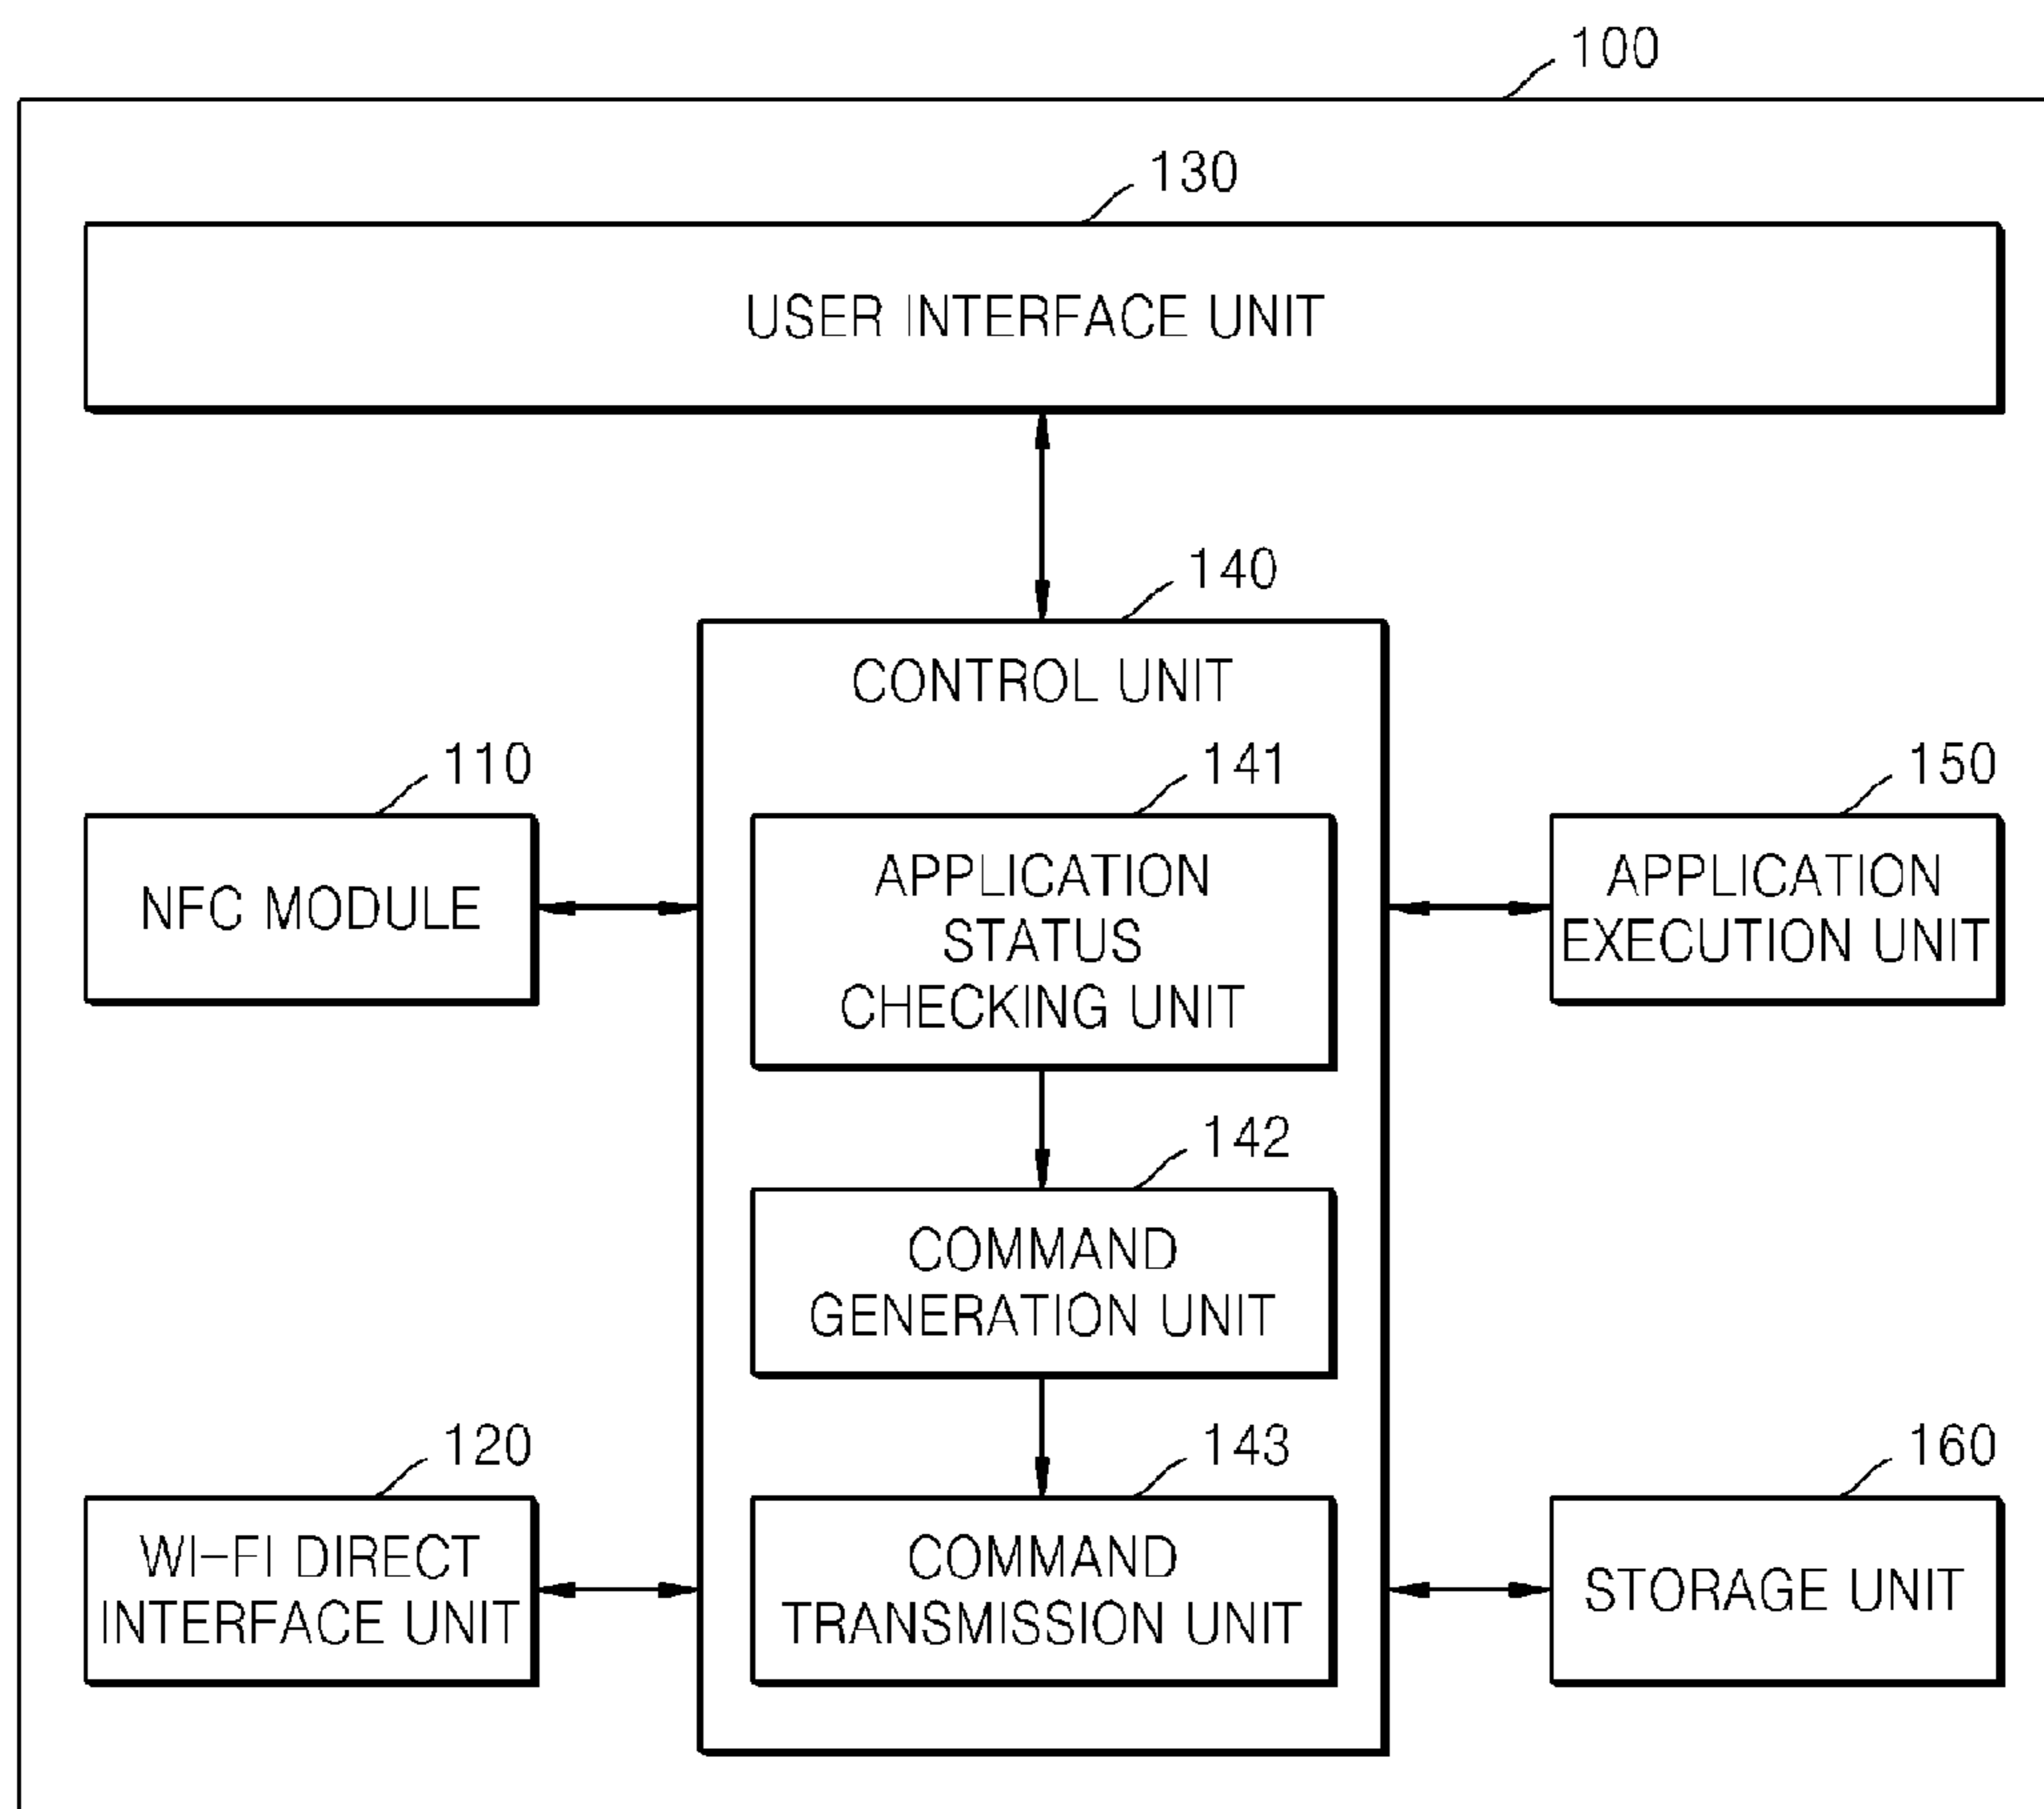 100
130
USER INTERFACE UNIT
140
CONTROL UNIT
110
141
150
NFC MODULE
APPLICATION
STATUS
CHECKING UNIT
APPLICATION
EXECUTION UNIT
142
COMMAND
GENERATION UNIT
120
143
160
WI-FI DIRECT
INTERFACE UNIT
COMMAND
TRANSMISSION UNIT
STORAGE UNIT